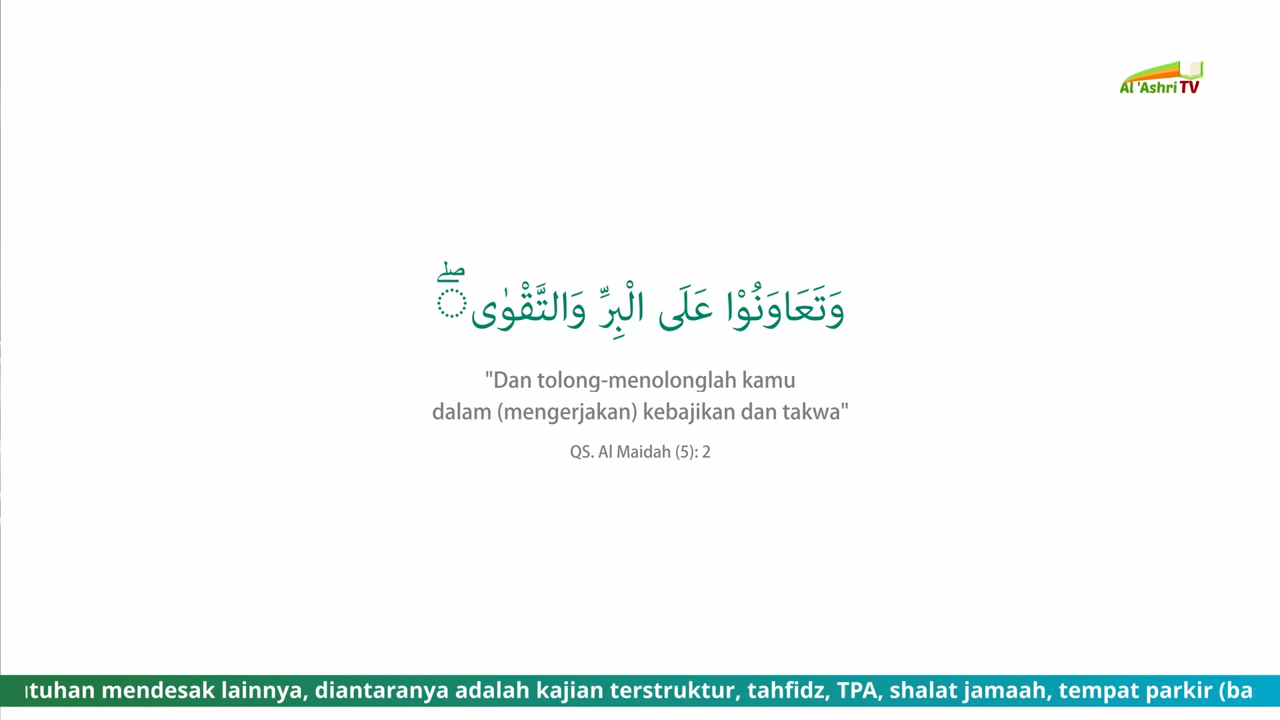 Al 'Ashri TV
وَتَعَاوَنُوْا عَلَى الْبِرِّ وَالتَّقْوٰى ۖ
"Dan tolong-menolonglah kamu
dalam (mengerjakan) kebajikan dan takwa"
QS. Al Maidah (5): 2
tuhan mendesak lainnya, diantaranya adalah kajian terstruktur, tahfidz, TPA, shalat jamaah, tempat parkir (ba